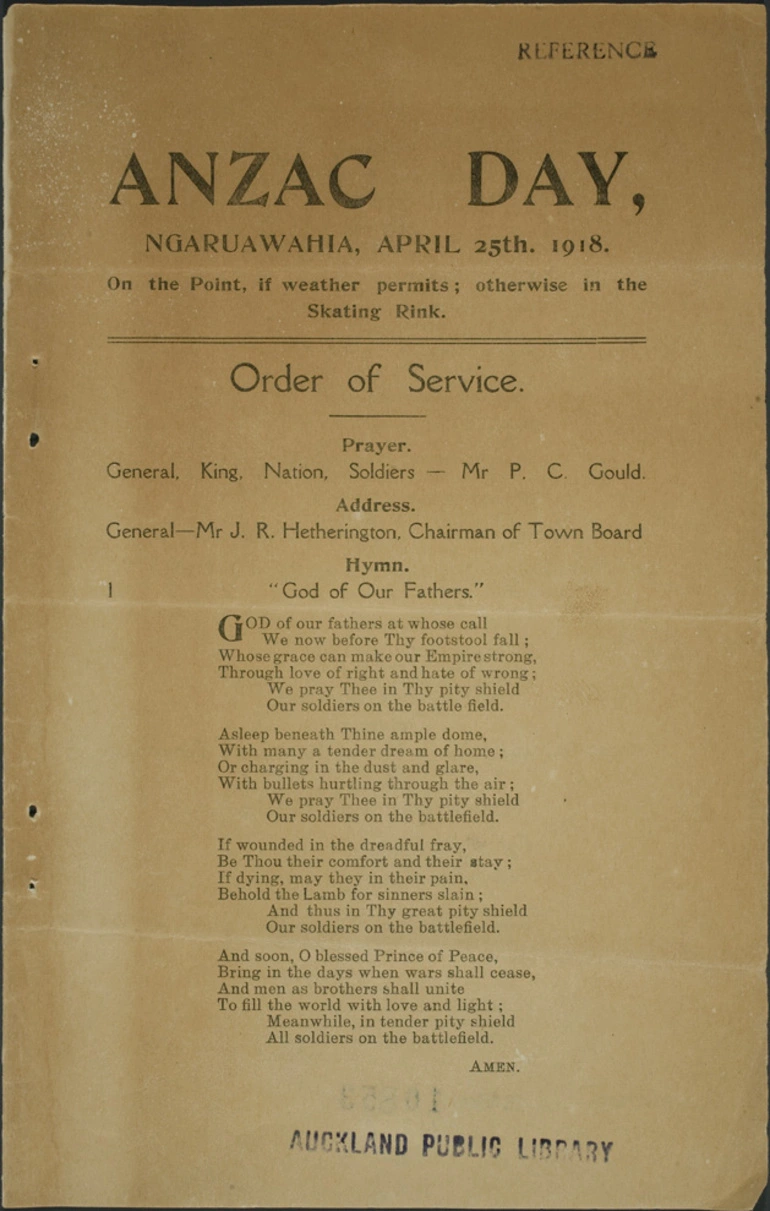 REFERENCE
ANZAC DAY,
NGARUAWAHIA, APRIL 25th. 1918.
On the Point, if weather permits; otherwise in the
Skating Rink.
Order of Service.
Prayer.
General, King, Nation, Soldiers — Mr P. C. Gould.
Address.
General—Mr J. R. Hetherington, Chairman of Town Board
Hymn.
1 "God of Our Fathers."
GOD of our fathers at whose call
We now before Thy footstool fall;
Whose grace can make our Empire strong,
Through love of right and hate of wrong;
We pray Thee in Thy pity shield
Our soldiers on the battle field.
Asleep beneath Thine ample dome,
With many a tender dream of home;
Or charging in the dust and glare,
With bullets hurtling through the air;
We pray Thee in Thy pity shield
Our soldiers on the battlefield.
If wounded in the dreadful fray,
Be Thou their comfort and their stay;
If dying, may they in their pain,
Behold the Lamb for sinners slain;
And thus in Thy great pity shield
Our soldiers on the battlefield.
And soon, O blessed Prince of Peace,
Bring in the days when wars shall cease,
And men as brothers shall unite
To fill the world with love and light;
Meanwhile, in tender pity shield
All soldiers on the battlefield.
AMEN.
AUCKLAND PUBLIC LIBRARY